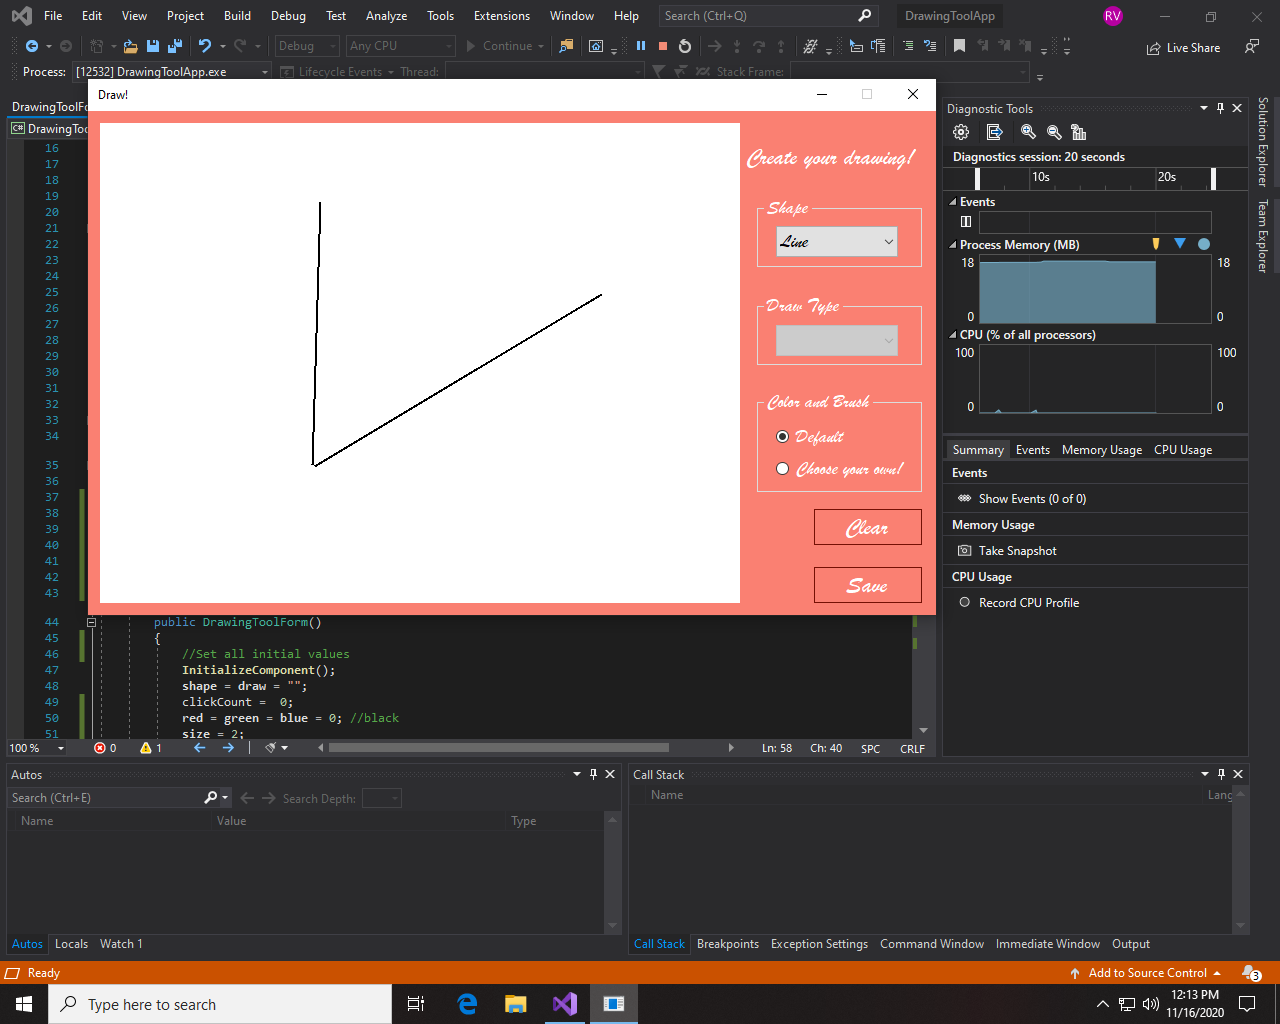 File Edit View Project Build Debug Test Analyze Tools Extensions Window Help Search (Ctrl+Q) DrawingToolApp RV
Debug Any CPU Continue Live Share
Process: [12532] DrawingToolApp.exe Lifecycle Events Thread: Stack Frame:
Draw!
DrawingToolFo
C# DrawingToo
Create your drawing!
Shape
Line
Draw Type
Color and Brush
Default
Choose your own!
Clear
Save
16
17
18
19
20
21
22
23
24
25
26
27
28
29
30
31
32
33
34
35
36
37
38
39
40
41
42
43
44 public DrawingToolForm()
45 {
46 //Set all initial values
47 InitializeComponent();
48 shape = draw = "";
49 clickCount = 0;
50 red = green = blue = 0; //black
51 size = 2;
100 % 0 1 Ln: 58 Ch: 40 SPC CRLF
Diagnostic Tools
Diagnostics session: 20 seconds
10s 20s
Events
Process Memory (MB)
18 18
0 0
CPU (% of all processors)
100 100
0 0
Summary Events Memory Usage CPU Usage
Events
Show Events (0 of 0)
Memory Usage
Take Snapshot
CPU Usage
Record CPU Profile
Solution Explorer
Team Explorer
Autos
Search (Ctrl+E) Search Depth:
Name Value Type
Autos Locals Watch 1
Call Stack
Name Lang
Call Stack Breakpoints Exception Settings Command Window Immediate Window Output
Ready Add to Source Control 3
Type here to search
12:13 PM
11/16/2020